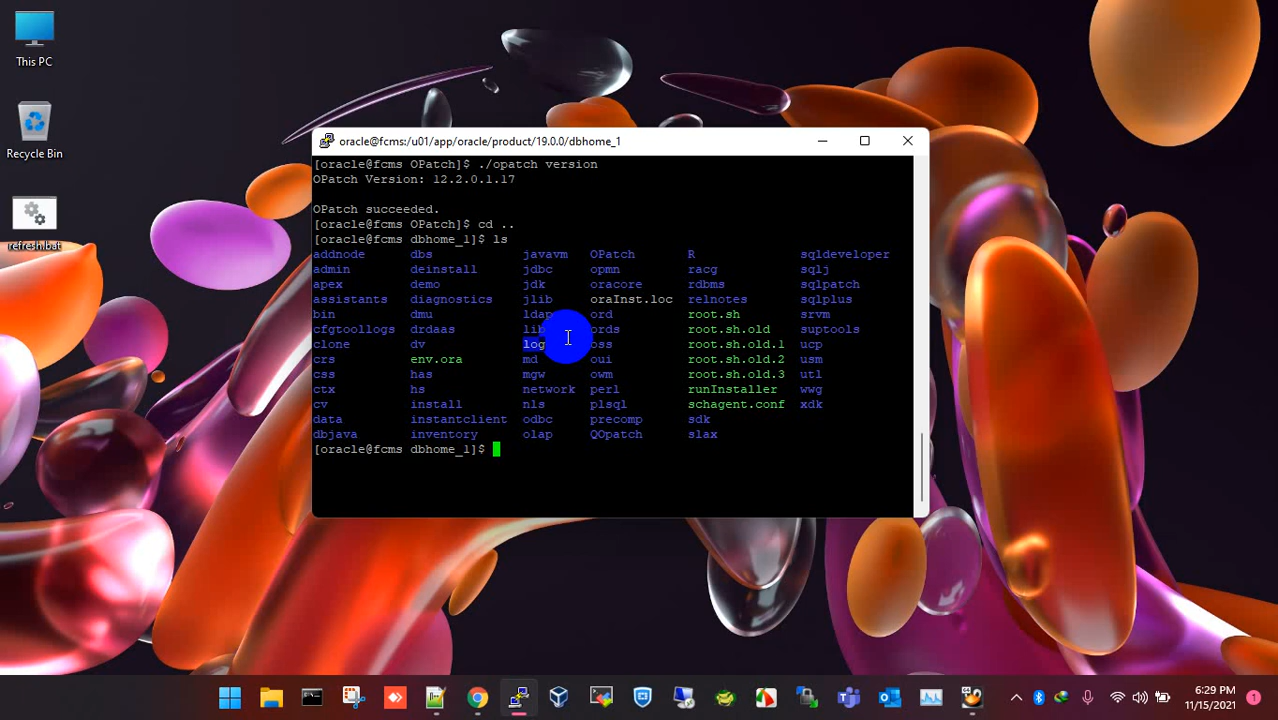 This PC
Recycle Bin
refresh.bat
oracle@fcms:/u01/app/oracle/product/19.0.0/dbhome_1
[oracle@fcms OPatch]$ ./opatch version
OPatch Version: 12.2.0.1.17
OPatch succeeded.
[oracle@fcms OPatch]$ cd ..
[oracle@fcms dbhome_1]$ ls
addnode dbs javavm OPatch R sqldeveloper
admin deinstall jdbc opmn racg sqlj
apex demo jdk oracore rdbms sqlpatch
assistants diagnostics jlib oraInst.loc relnotes sqlplus
bin dmu ldap ord root.sh srvm
cfgtoollogs drdaas lib ords root.sh.old suptools
clone dv log oss root.sh.old.1 ucp
crs env.ora md oui root.sh.old.2 usm
css has mgw owm root.sh.old.3 utl
ctx hs network perl runInstaller wwg
cv install nls plsql schagent.conf xdk
data instantclient odbc precomp sdk
dbjava inventory olap QOpatch slax
[oracle@fcms dbhome_1]$
6:29 PM
11/15/2021
1